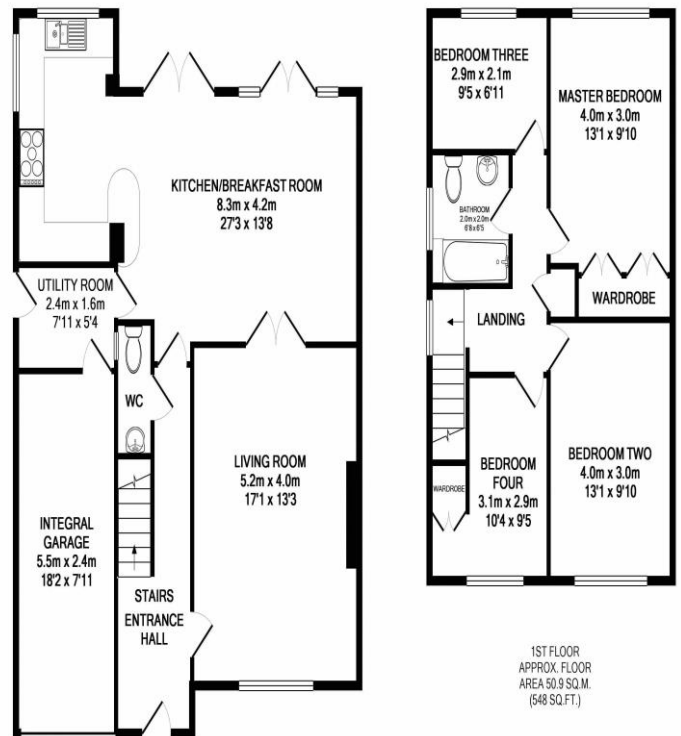 KITCHEN/BREAKFAST ROOM
8.3m x 4.2m
27'3 x 13'8
UTILITY ROOM
2.4m x 1.6m
7'11 x 5'4
WC
LIVING ROOM
5.2m x 4.0m
17'1 x 13'3
INTEGRAL
GARAGE
5.5m x 2.4m
18'2 x 7'11
STAIRS
ENTRANCE
HALL
BEDROOM THREE
2.9m x 2.1m
9'5 x 6'11
MASTER BEDROOM
4.0m x 3.0m
13'1 x 9'10
BATHROOM
2.0m x 2.0m
6'8 x 6'5
WARDROBE
LANDING
BEDROOM TWO
4.0m x 3.0m
13'1 x 9'10
BEDROOM
FOUR
3.1m x 2.9m
10'4 x 9'5
WARDROBE
1ST FLOOR
APPROX. FLOOR
AREA 50.9 SQ.M.
(548 SQ.FT.)